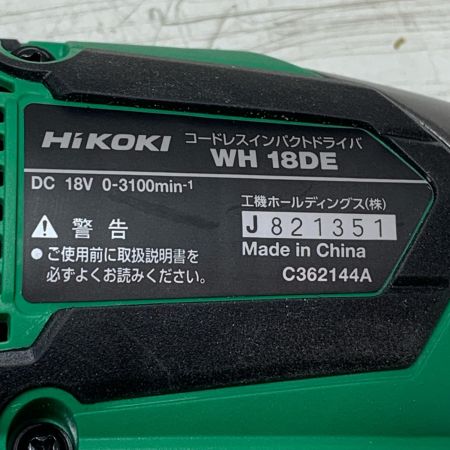 HiKOKI コードレスインパクトドライバ
WH 18DE
DC 18V 0-3100min-1
工機ホールディングス(株)
J 821351
⚠ 警告
Made in China
● ご使用前に取扱説明書を
必ずよくお読みください。
C362144A